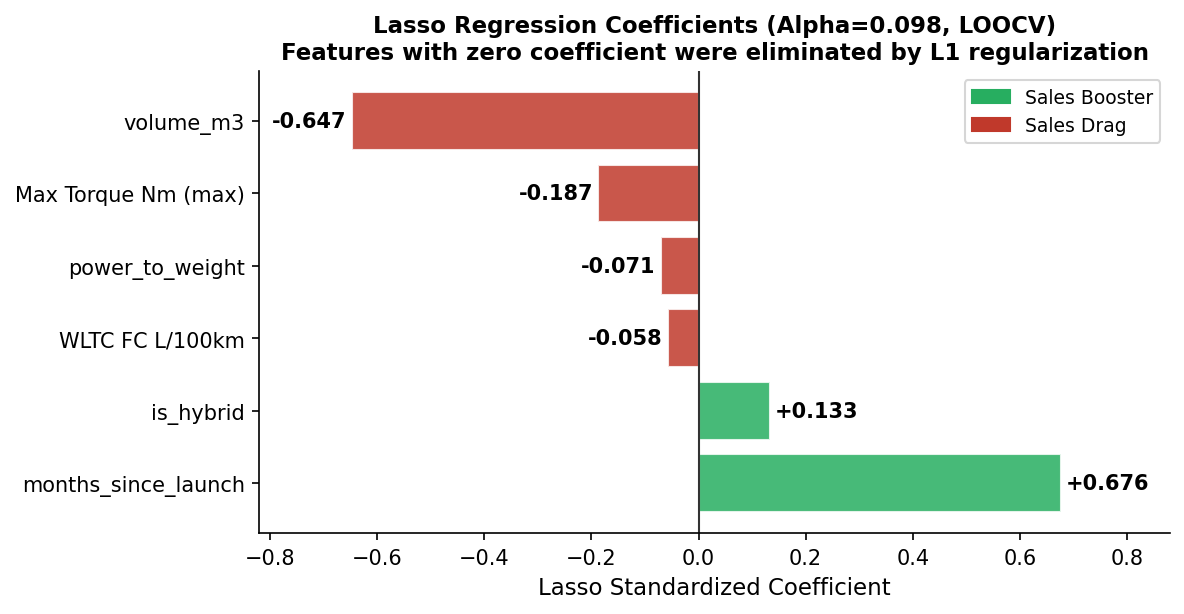 Lasso Regression Coefficients (Alpha=0.098, LOOCV)
Features with zero coefficient were eliminated by L1 regularization
Sales Booster
Sales Drag
volume_m3
-0.647
Max Torque Nm (max)
-0.187
power_to_weight
-0.071
WLTC FC L/100km
-0.058
is_hybrid
+0.133
months_since_launch
+0.676
−0.8 −0.6 −0.4 −0.2 0.0 0.2 0.4 0.6 0.8
Lasso Standardized Coefficient